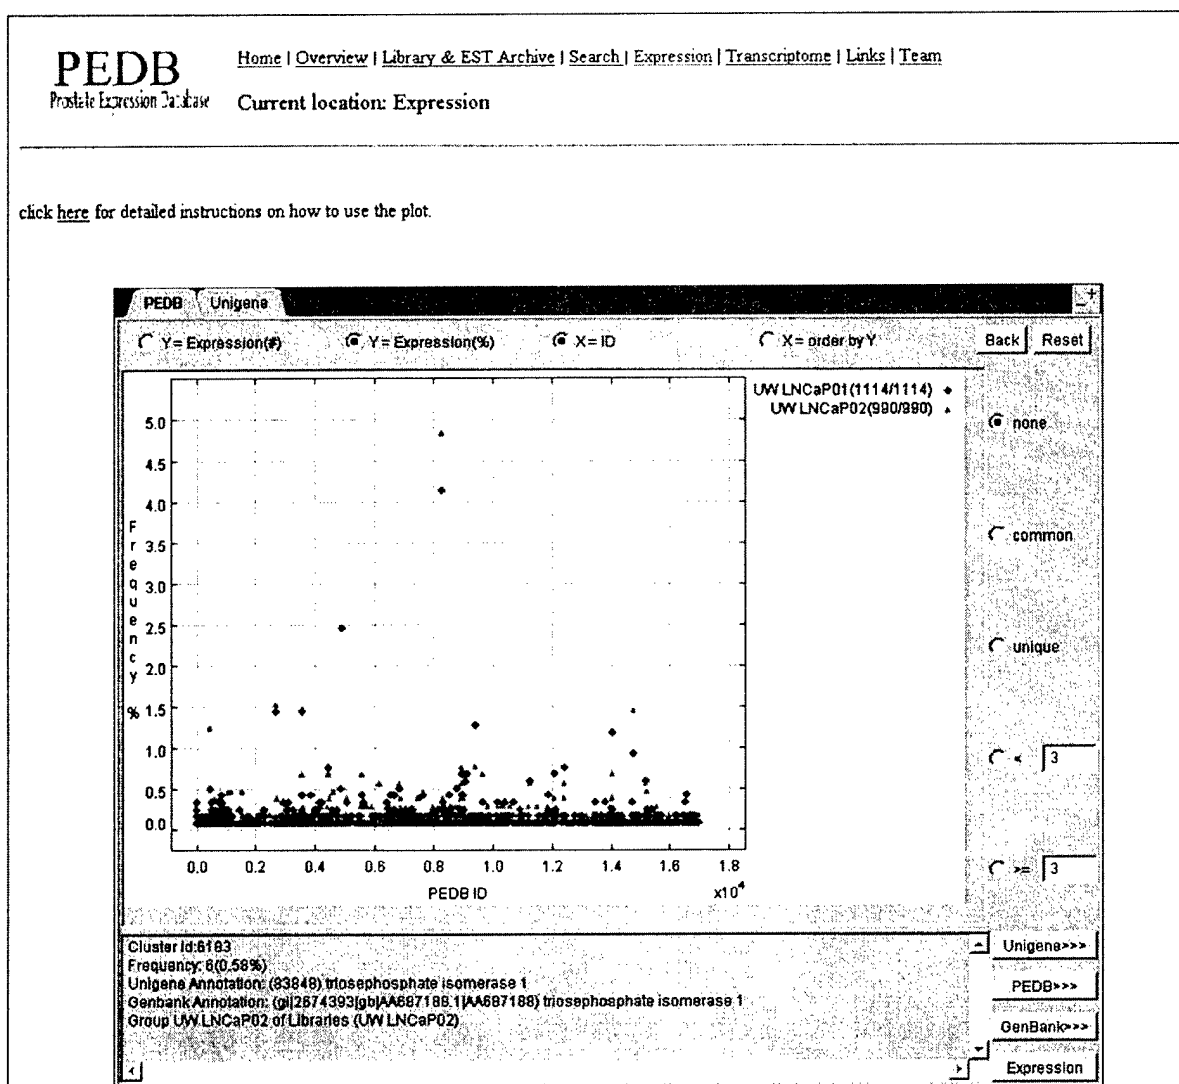 PEDB
Prostate Expression Database
Home | Overview | Library & EST Archive | Search | Expression | Transcriptome | Links | Team
Current location: Expression
click here for detailed instructions on how to use the plot.
PEDB Unigene
Y= Expression(#) Y= Expression(%) X= ID X= order by Y Back Reset
UW LNCaP01(1114/1114)
UW LNCaP02(990/990)
none
common
unique
< 3
>= 3
Frequency %
5.0
4.5
4.0
3.5
3.0
2.5
2.0
1.5
1.0
0.5
0.0
0.0 0.2 0.4 0.6 0.8 1.0 1.2 1.4 1.6 1.8
PEDB ID x10^4
Cluster Id:6183
Frequency: 6(0.58%)
Unigene Annotation: (83848) triosephosphate isomerase 1
Genbank Annotation: (gi|2674393|gb|AA687188.1|AA687188) triosephosphate isomerase 1
Group UW LNCaP02 of Libraries (UW LNCaP02)
Unigene>>>
PEDB>>>
GenBank>>>
Expression